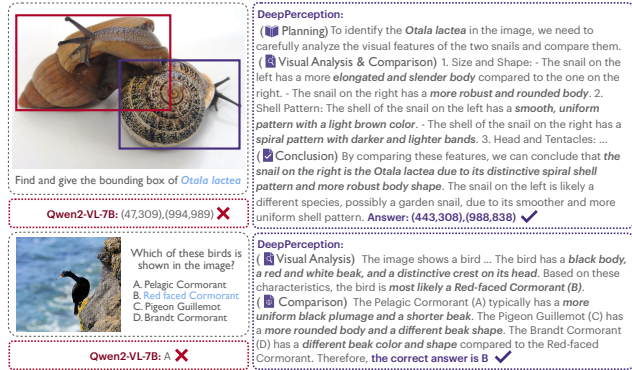 Find and give the bounding box of Otala lactea
Qwen2-VL-7B: (47,309),(994,989)
DeepPerception:
(Planning) To identify the Otala lactea in the image, we need to
carefully analyze the visual features of the two snails and compare them.
(Visual Analysis & Comparison) 1. Size and Shape: - The snail on the
left has a more elongated and slender body compared to the one on the
right. - The snail on the right has a more robust and rounded body. 2.
Shell Pattern: The shell of the snail on the left has a smooth, uniform
pattern with a light brown color. - The shell of the snail on the right has a
spiral pattern with darker and lighter bands. 3. Head and Tentacles: ...
(Conclusion) By comparing these features, we can conclude that the
snail on the right is the Otala lactea due to its distinctive spiral shell
pattern and more robust body shape. The snail on the left is likely a
different species, possibly a garden snail, due to its smoother and more
uniform shell pattern. Answer: (443,308),(988,838)
Which of these birds is
shown in the image?
A. Pelagic Cormorant
B. Red faced Cormorant
C. Pigeon Guillemot
D. Brandt Cormorant
Qwen2-VL-7B: A
DeepPerception:
(Visual Analysis) The image shows a bird ... The bird has a black body,
a red and white beak, and a distinctive crest on its head. Based on these
characteristics, the bird is most likely a Red-faced Cormorant (B).
(Comparison) The Pelagic Cormorant (A) typically has a more
uniform black plumage and a shorter beak. The Pigeon Guillemot (C) has
a more rounded body and a different beak shape. The Brandt Cormorant
(D) has a different beak color and shape compared to the Red-faced
Cormorant. Therefore, the correct answer is B